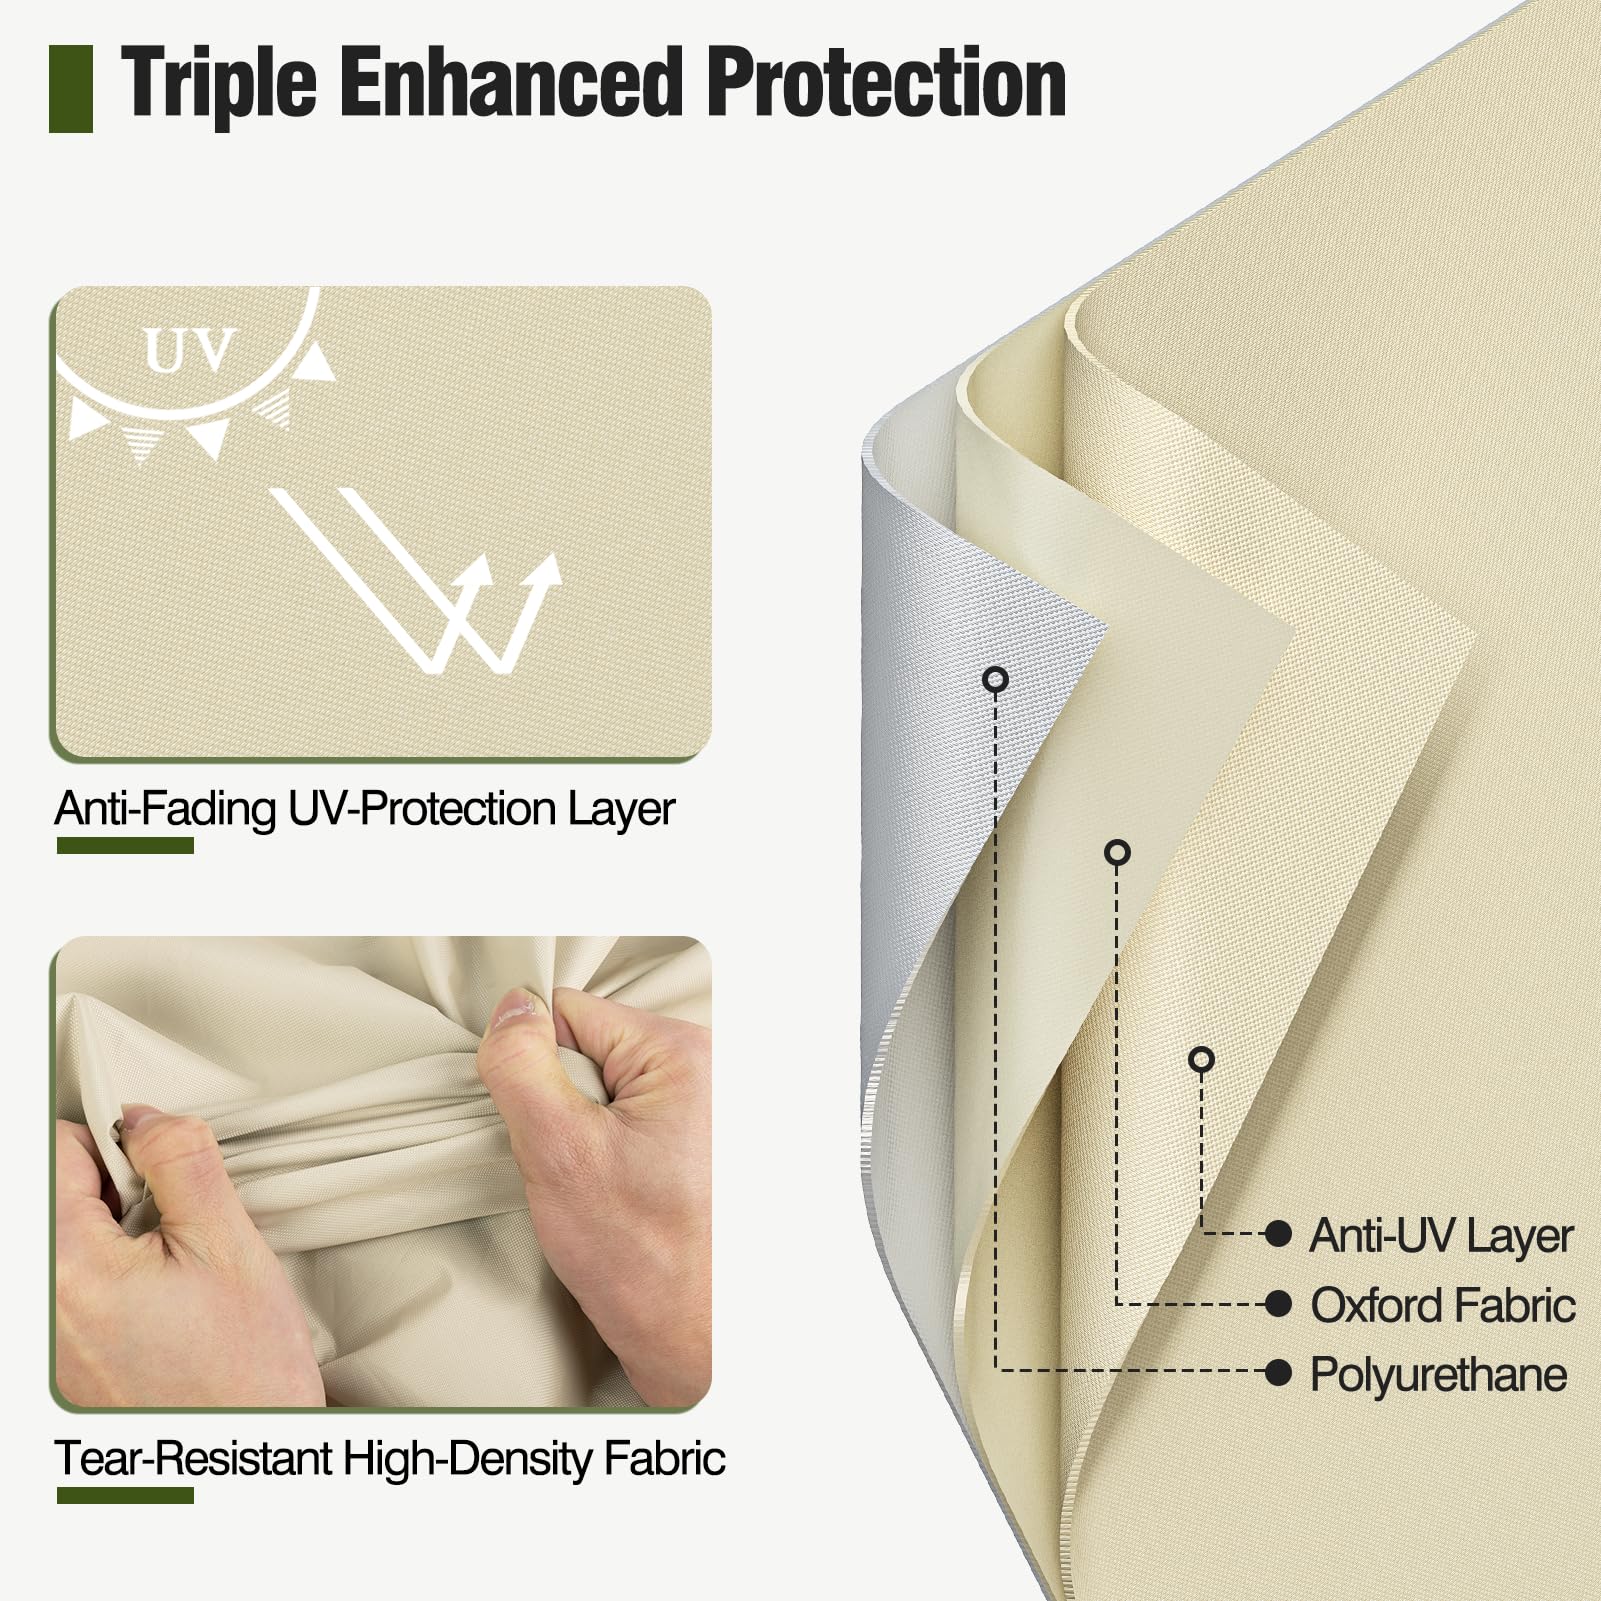 Triple Enhanced Protection
UV
Anti-Fading UV-Protection Layer
Tear-Resistant High-Density Fabric
Anti-UV Layer
Oxford Fabric
Polyurethane